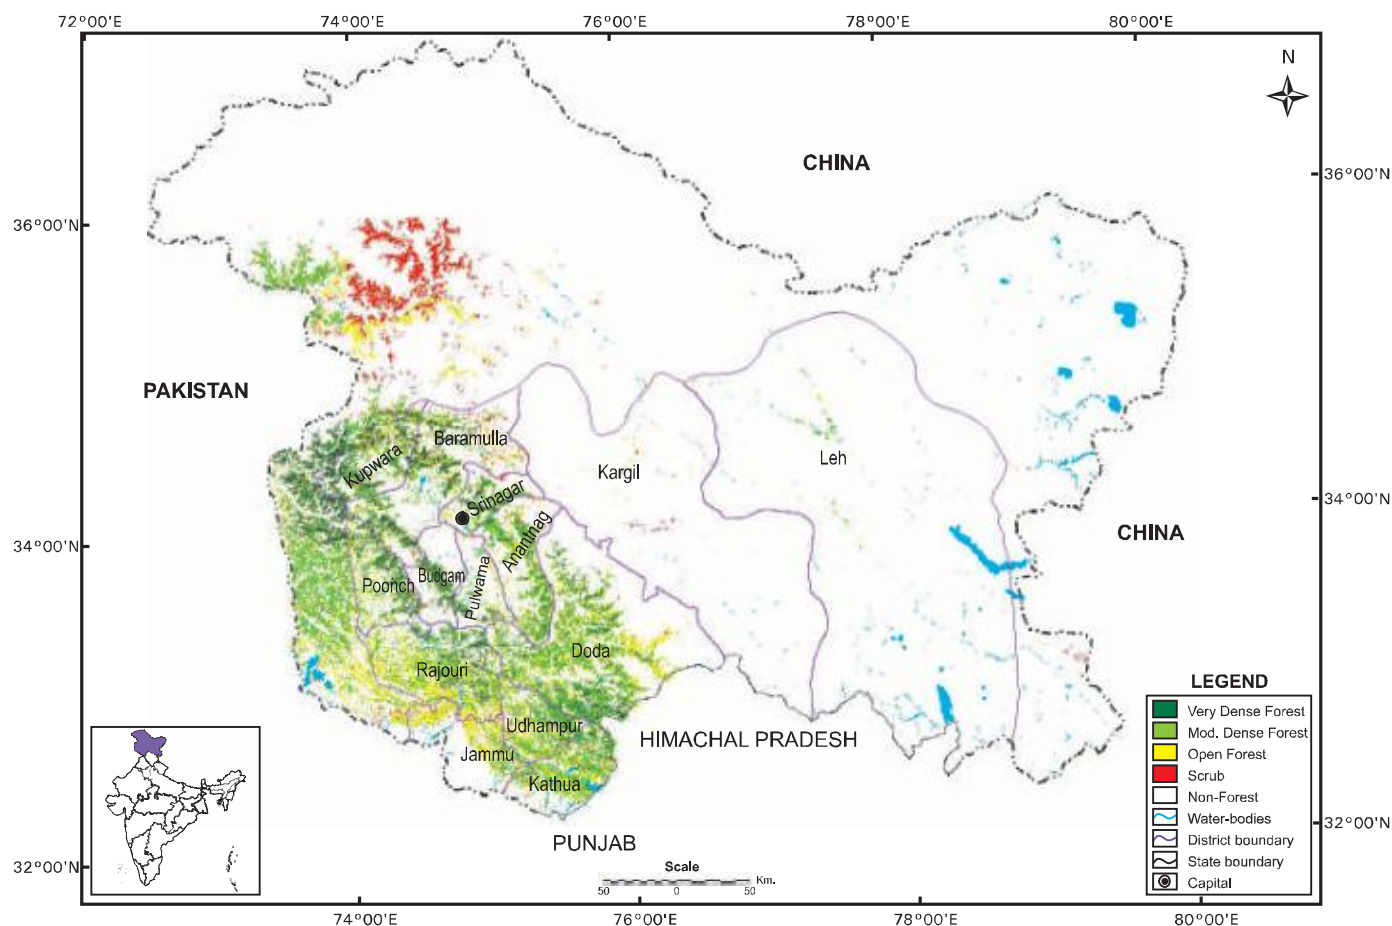 72°00'E 74°00'E 76°00'E 78°00'E 80°00'E
N
CHINA
36°00'N
36°00'N
PAKISTAN
Baramulla
Kupwara
Kargil
Leh
Srinagar
34°00'N
Anantnag
CHINA
34°00'N
Poonch
Budgam
Pulwama
Doda
Rajouri
LEGEND
Very Dense Forest
Mod. Dense Forest
Open Forest
Scrub
Non-Forest
Water-bodies
District boundary
State boundary
Capital
Udhampur
HIMACHAL PRADESH
Jammu
Kathua
32°00'N
PUNJAB
32°00'N
Scale
50 0 50 Km.
74°00'E 76°00'E 78°00'E 80°00'E